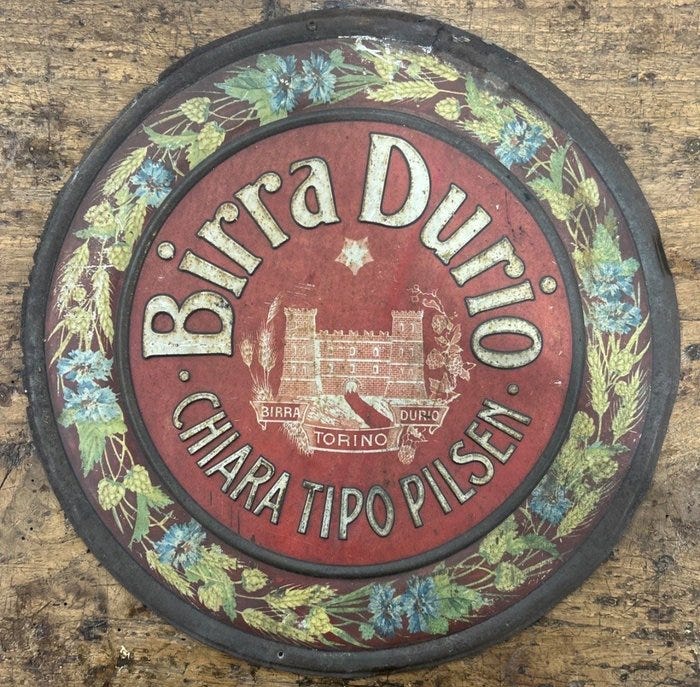 Birra Durio
BIRRA DURIO
TORINO
· CHIARA TIPO PILSEN ·